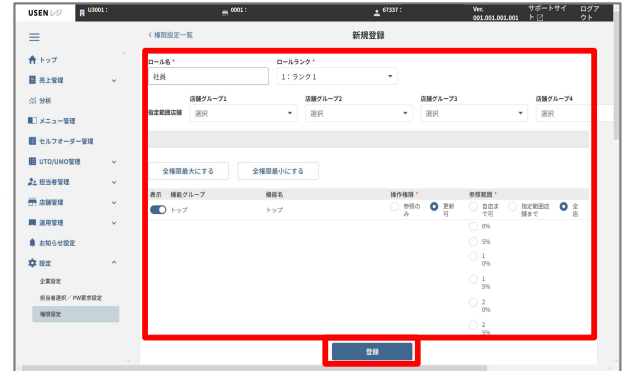 USEN レジ U3001： 0001： 67337： Ver. 001.001.001.001 サポートサイト ログアウト
＜権限設定一覧 新規登録
トップ
売上管理
分析
メニュー管理
セルフオーダー管理
UTO/UMO管理
担当者管理
店舗管理
運用管理
お知らせ設定
設定
企業設定
担当者選択／PW要求設定
権限設定
ロール名 * ロールランク *
社員 1：ランク1
店舗グループ1 店舗グループ2 店舗グループ3 店舗グループ4
指定範囲店舗 選択 選択 選択 選択
全権限最大にする 全権限最小にする
表示 機能グループ 機能名 操作権限 * 参照範囲 *
トップ トップ 参照のみ 更新可 自店まで可 指定範囲店舗まで 全店
0%
5%
10%
15%
20%
25%
登録